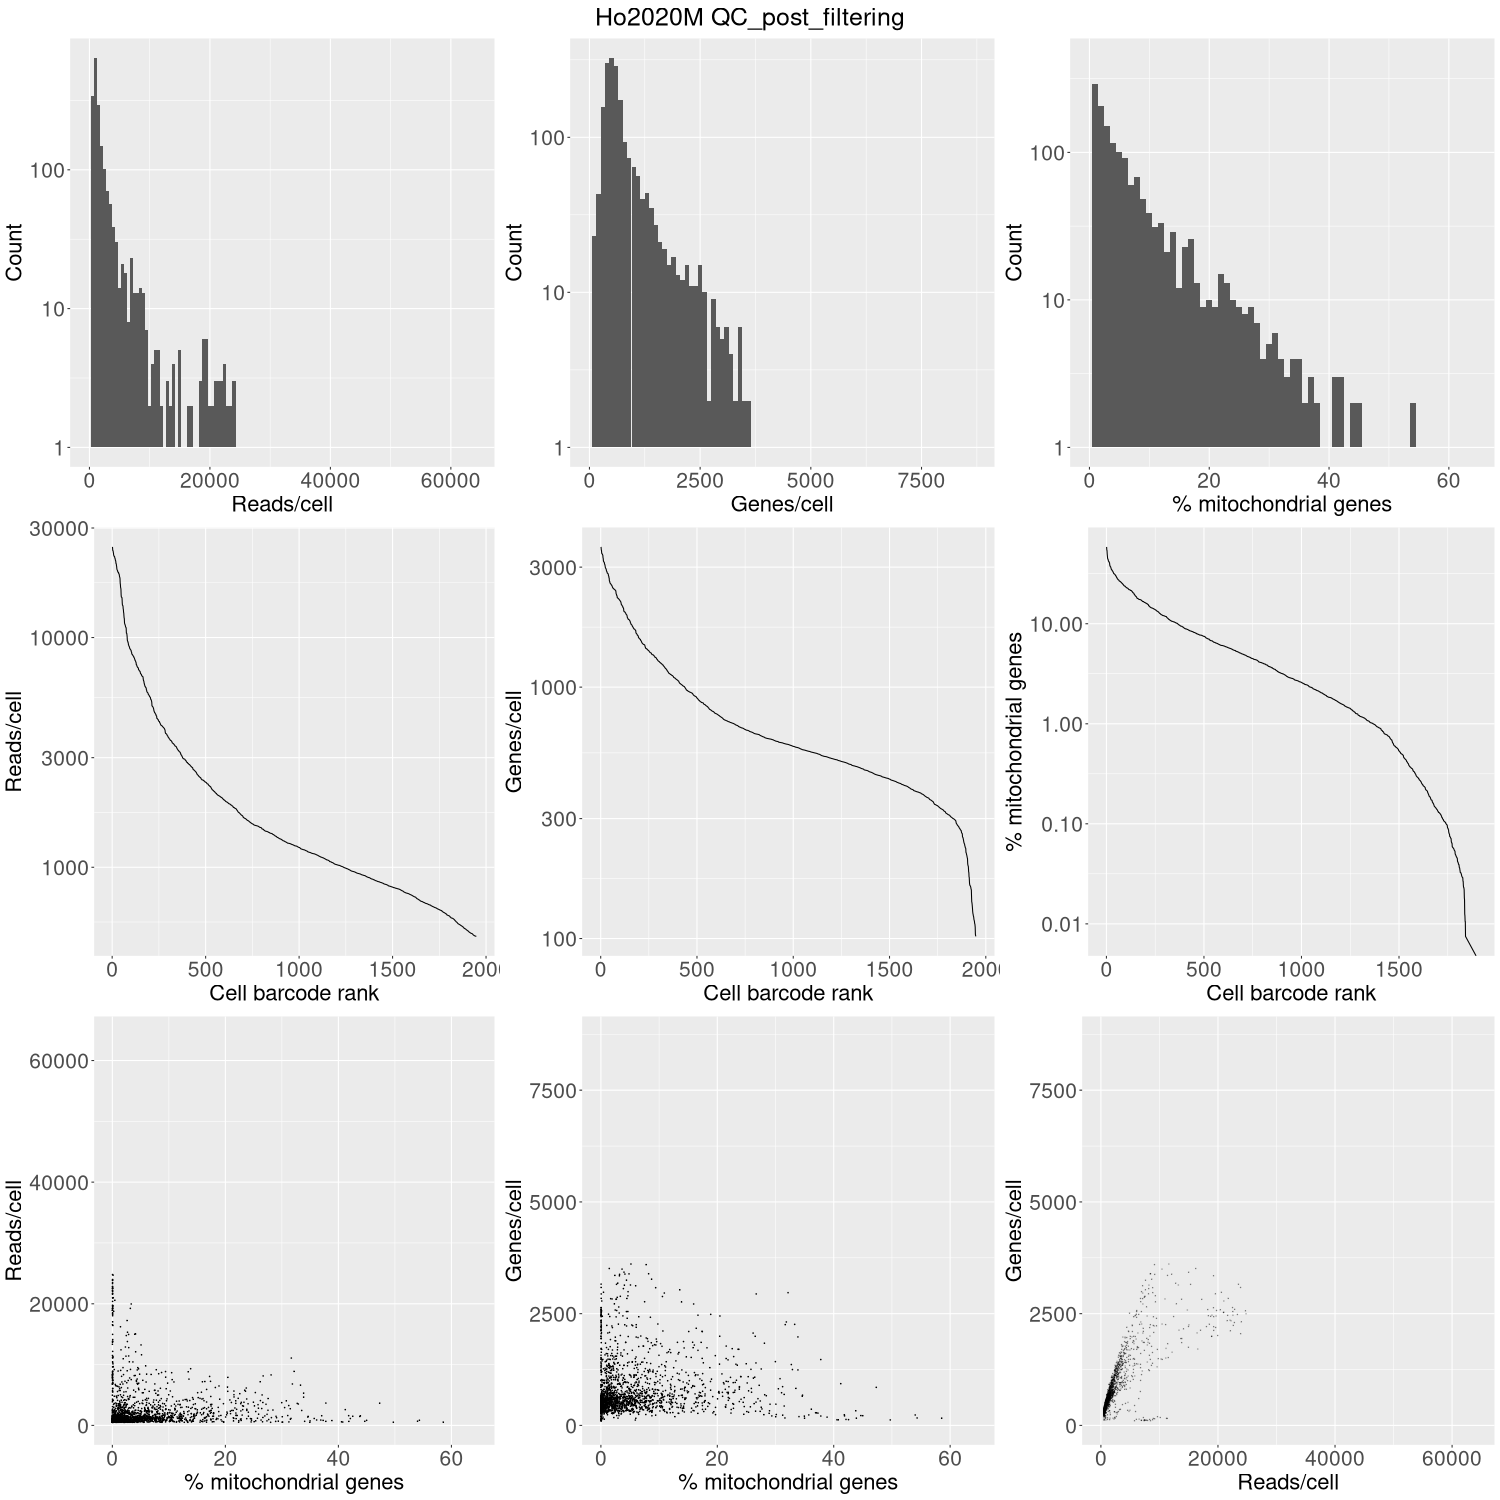 Ho2020M QC_post_filtering
Count
100
10
1
0 20000 40000 60000
Reads/cell
Count
100
10
1
0 2500 5000 7500
Genes/cell
Count
100
10
1
0 20 40 60
% mitochondrial genes
Reads/cell
30000
10000
3000
1000
0 500 1000 1500 200
Cell barcode rank
Genes/cell
3000
1000
300
100
0 500 1000 1500 200
Cell barcode rank
% mitochondrial genes
10.00
1.00
0.10
0.01
0 500 1000 1500
Cell barcode rank
Reads/cell
60000
40000
20000
0
0 20 40 60
% mitochondrial genes
Genes/cell
7500
5000
2500
0
0 20 40 60
% mitochondrial genes
Genes/cell
7500
5000
2500
0
0 20000 40000 60000
Reads/cell